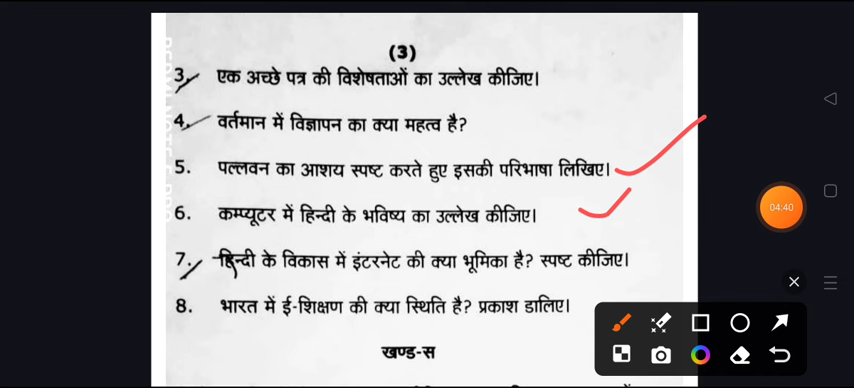 (3)
3. एक अच्छे पत्र की विशेषताओं का उल्लेख कीजिए।
4. वर्तमान में विज्ञापन का क्या महत्व है?
5. पल्लवन का आशय स्पष्ट करते हुए इसकी परिभाषा लिखिए।
6. कम्प्यूटर में हिन्दी के भविष्य का उल्लेख कीजिए।
7. हिन्दी के विकास में इंटरनेट की क्या भूमिका है? स्पष्ट कीजिए।
8. भारत में ई-शिक्षण की क्या स्थिति है? प्रकाश डालिए।
खण्ड-स
04:40